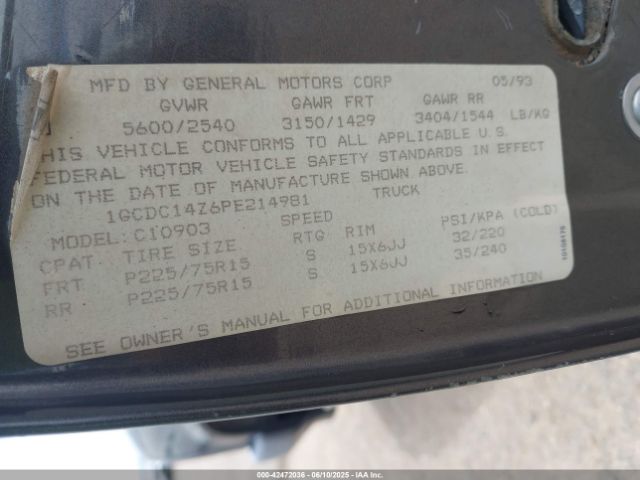 MFD BY GENERAL MOTORS CORP 05/93
GVWR GAWR FRT GAWR RR
5600/2540 3150/1429 3404/1544 LB/KG
THIS VEHICLE CONFORMS TO ALL APPLICABLE U.S.
FEDERAL MOTOR VEHICLE SAFETY STANDARDS IN EFFECT
ON THE DATE OF MANUFACTURE SHOWN ABOVE.
1GCDC14Z6PE214981 TRUCK
MODEL: C10903 SPEED PSI/KPA (COLD)
CPAT: TIRE SIZE RTG RIM
FRT P225/75R15 S 15X6JJ 32/220
RR P225/75R15 S 15X6JJ 35/240
SEE OWNER'S MANUAL FOR ADDITIONAL INFORMATION
000-42472036 - 06/10/2025 - IAA Inc.